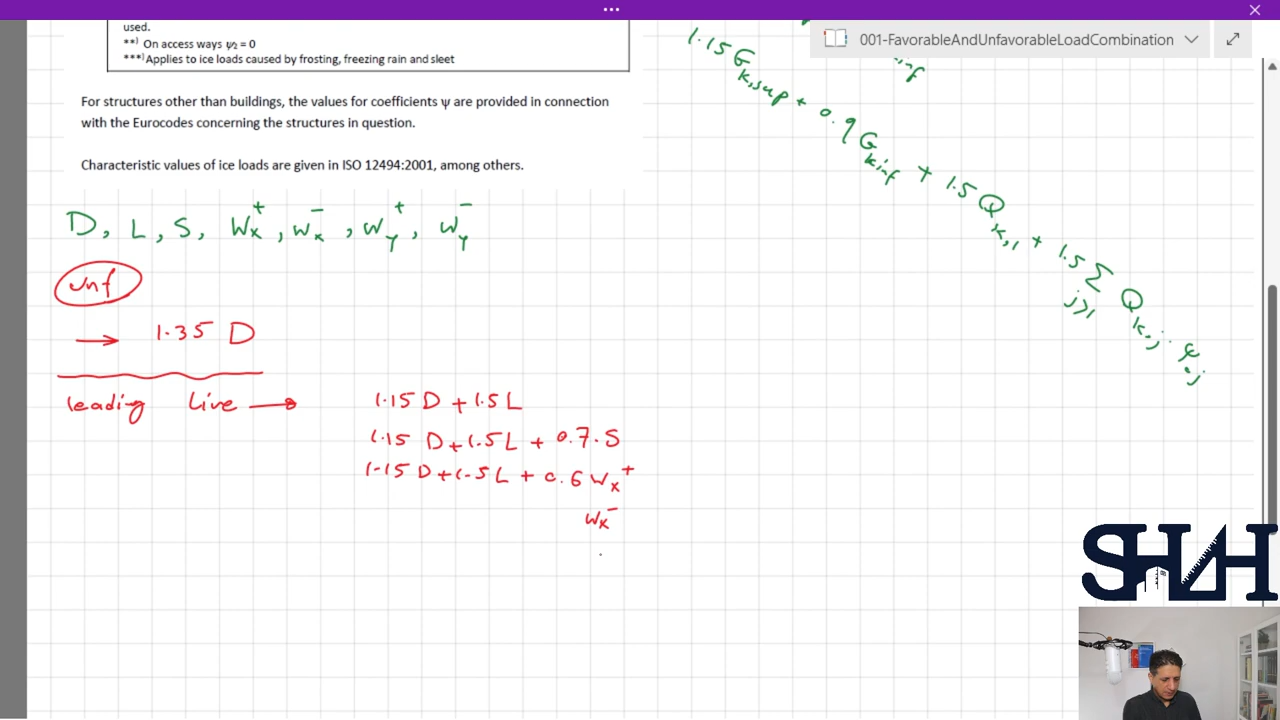 001-FavorableAndUnfavorableLoadCombination
used.
**) On access ways ψ2 = 0
***) Applies to ice loads caused by frosting, freezing rain and sleet
For structures other than buildings, the values for coefficients ψ are provided in connection
with the Eurocodes concerning the structures in question.
Characteristic values of ice loads are given in ISO 12494:2001, among others.
inf
1.15 Gk,sup + 0.9 Gkinf + 1.5 Qk,1 + 1.5 Σj>1 Qk,j .
D, L, S, Wx+, Wx-, Wy+, Wy-
unf
→ 1.35 D
leading Live → 1.15 D + 1.5 L
1.15 D + 1.5 L + 0.7.S
1.15 D + 1.5 L + 0.6 Wx+
Wx-
SHLH